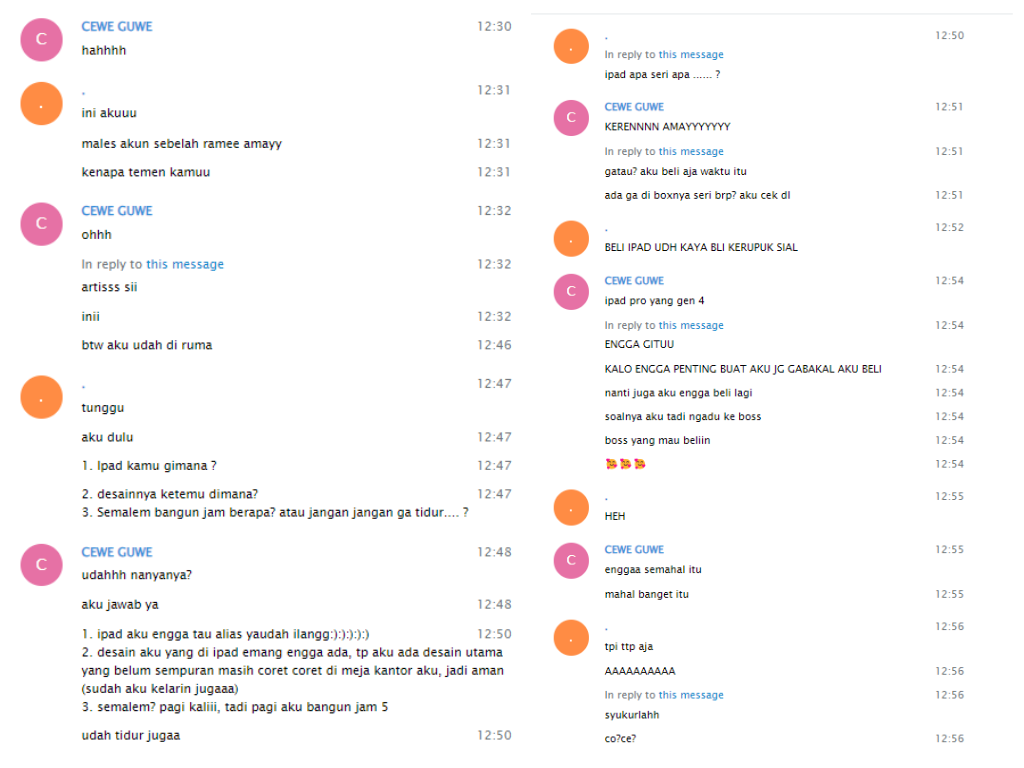 C
CEWE GUWE
12:30
hahhhh
.
.
12:31
ini akuuu
males akun sebelah ramee amayy
12:31
kenapa temen kamuu
12:31
C
CEWE GUWE
12:32
ohhh
In reply to this message
12:32
artisss sii
inii
12:32
btw aku udah di ruma
12:46
.
.
12:47
tunggu
aku dulu
12:47
1. Ipad kamu gimana ?
12:47
2. desainnya ketemu dimana?
12:47
3. Semalem bangun jam berapa? atau jangan jangan ga tidur.... ?
C
CEWE GUWE
12:48
udahhh nanyanya?
aku jawab ya
12:48
1. ipad aku engga tau alias yaudah ilangg:):):):):)
12:50
2. desain aku yang di ipad emang engga ada, tp aku ada desain utama
yang belum sempuran masih coret coret di meja kantor aku, jadi aman
(sudah aku kelarin jugaaa)
3. semalem? pagi kaliii, tadi pagi aku bangun jam 5
udah tidur jugaa
12:50
.
.
12:50
In reply to this message
ipad apa seri apa ...... ?
C
CEWE GUWE
12:51
KERENNNN AMAYYYYYYY
In reply to this message
12:51
gatau? aku beli aja waktu itu
ada ga di boxnya seri brp? aku cek dl
12:51
.
.
12:52
BELI IPAD UDH KAYA BLI KERUPUK SIAL
C
CEWE GUWE
12:54
ipad pro yang gen 4
In reply to this message
12:54
ENGGA GITUU
KALO ENGGA PENTING BUAT AKU JG GABAKAL AKU BELI
12:54
nanti juga aku engga beli lagi
12:54
soalnya aku tadi ngadu ke boss
12:54
boss yang mau beliin
12:54
🥰🥰🥰
12:54
.
.
12:55
HEH
C
CEWE GUWE
12:55
enggaa semahal itu
mahal banget itu
12:55
.
.
12:56
tpi ttp aja
AAAAAAAAAA
12:56
In reply to this message
12:56
syukurlahh
co?ce?
12:56